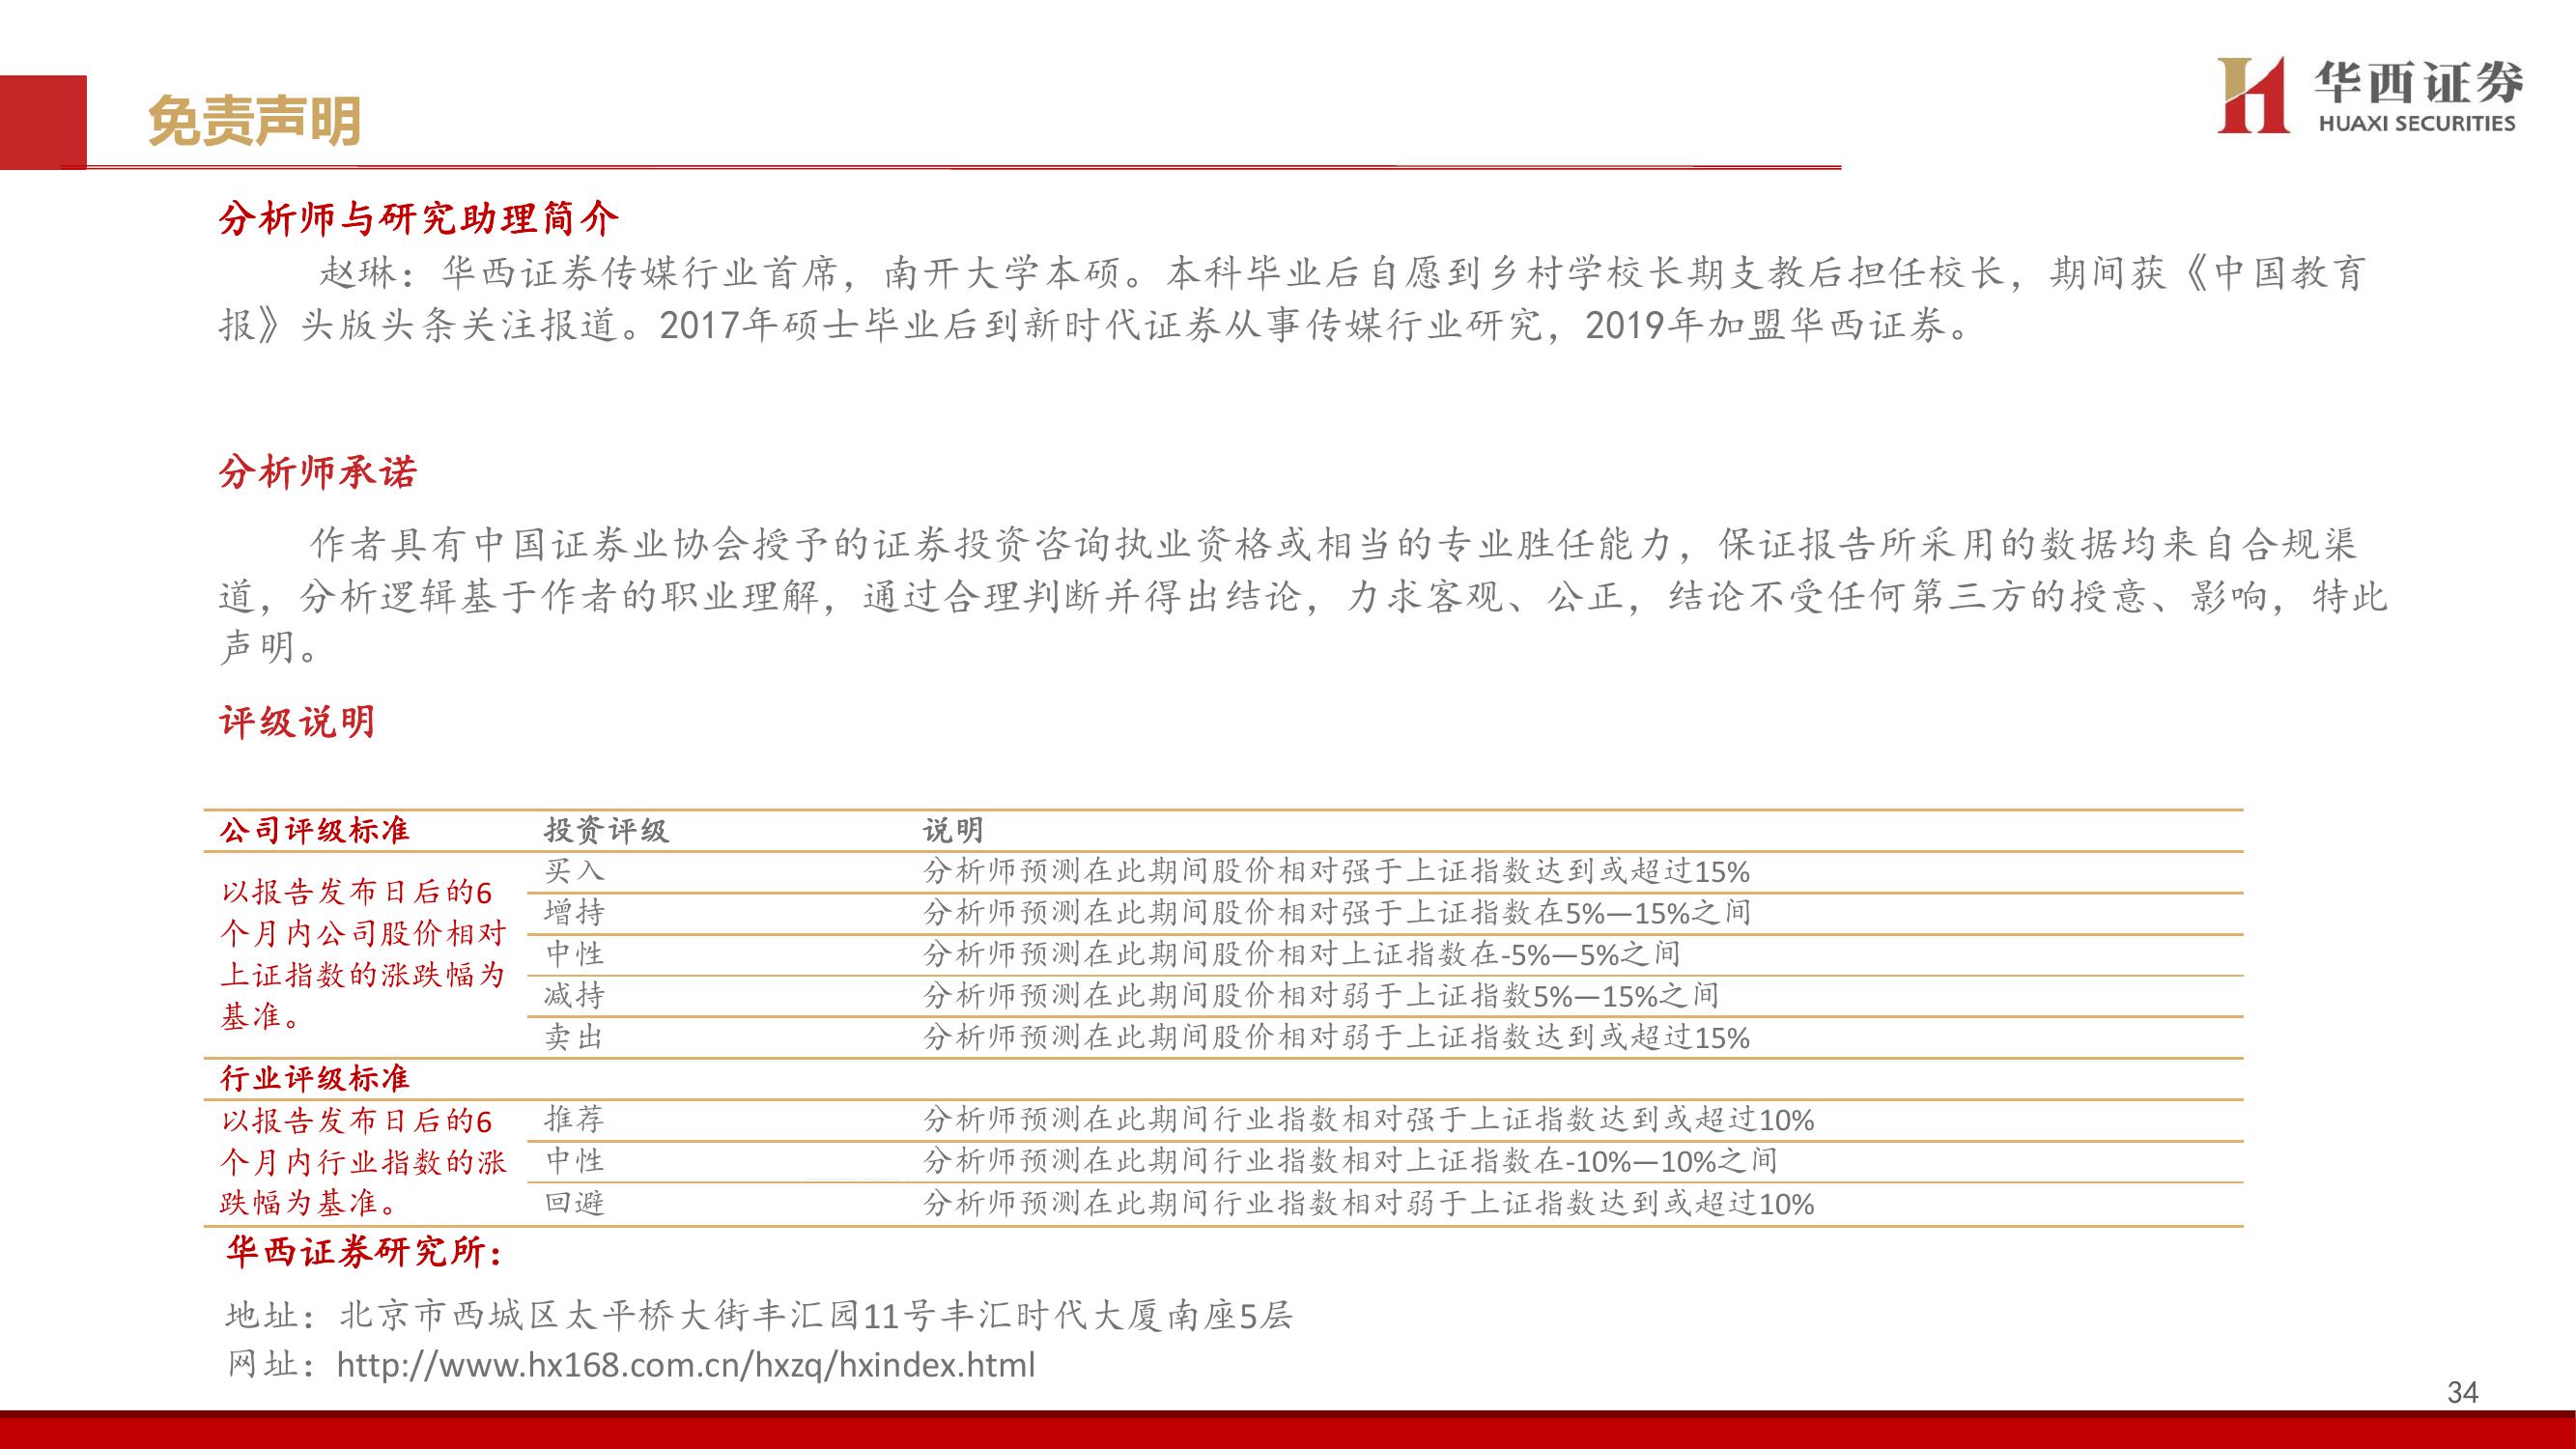 免责声明
华西证券
HUAXI SECURITIES
分析师与研究助理简介
赵琳：华西证券传媒行业首席，南开大学本硕。本科毕业后自愿到乡村学校长期支教后担任校长，期间获《中国教育
报》头版头条关注报道。2017年硕士毕业后到新时代证券从事传媒行业研究，2019年加盟华西证券。
分析师承诺
作者具有中国证券业协会授予的证券投资咨询执业资格或相当的专业胜任能力，保证报告所采用的数据均来自合规渠
道，分析逻辑基于作者的职业理解，通过合理判断并得出结论，力求客观、公正，结论不受任何第三方的授意、影响，特此
声明。
评级说明
公司评级标准 投资评级 说明
以报告发布日后的6
个月内公司股价相对
上证指数的涨跌幅为
基准。
买入 分析师预测在此期间股价相对强于上证指数达到或超过15%
增持 分析师预测在此期间股价相对强于上证指数在5%—15%之间
中性 分析师预测在此期间股价相对上证指数在-5%—5%之间
减持 分析师预测在此期间股价相对弱于上证指数5%—15%之间
卖出 分析师预测在此期间股价相对弱于上证指数达到或超过15%
行业评级标准
以报告发布日后的6
个月内行业指数的涨
跌幅为基准。
推荐 分析师预测在此期间行业指数相对强于上证指数达到或超过10%
中性 分析师预测在此期间行业指数相对上证指数在-10%—10%之间
回避 分析师预测在此期间行业指数相对弱于上证指数达到或超过10%
华西证券研究所：
地址：北京市西城区太平桥大街丰汇园11号丰汇时代大厦南座5层
网址：http://www.hx168.com.cn/hxzq/hxindex.html
34